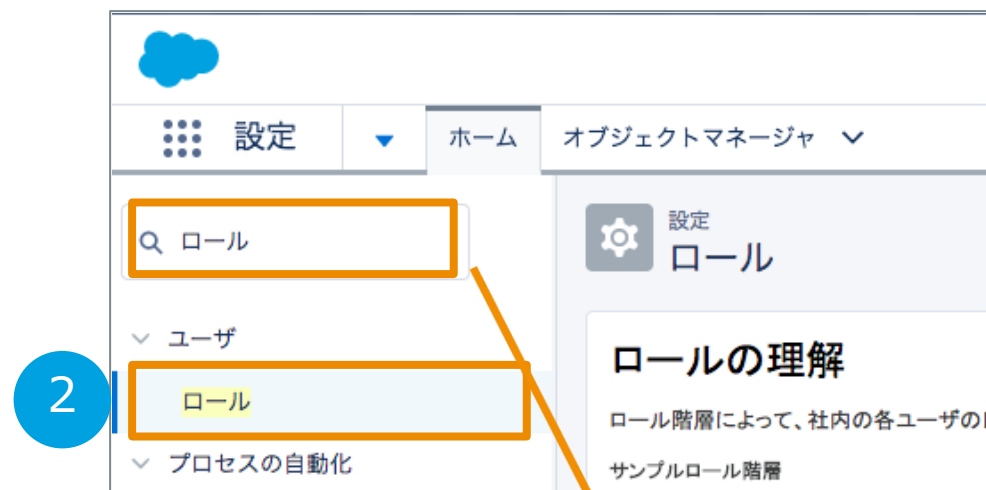 設定
ホーム
オブジェクトマネージャ
ロール
設定
ロール
ユーザ
2
ロール
プロセスの自動化
ロールの理解
ロール階層によって、社内の各ユーザの
サンプルロール階層